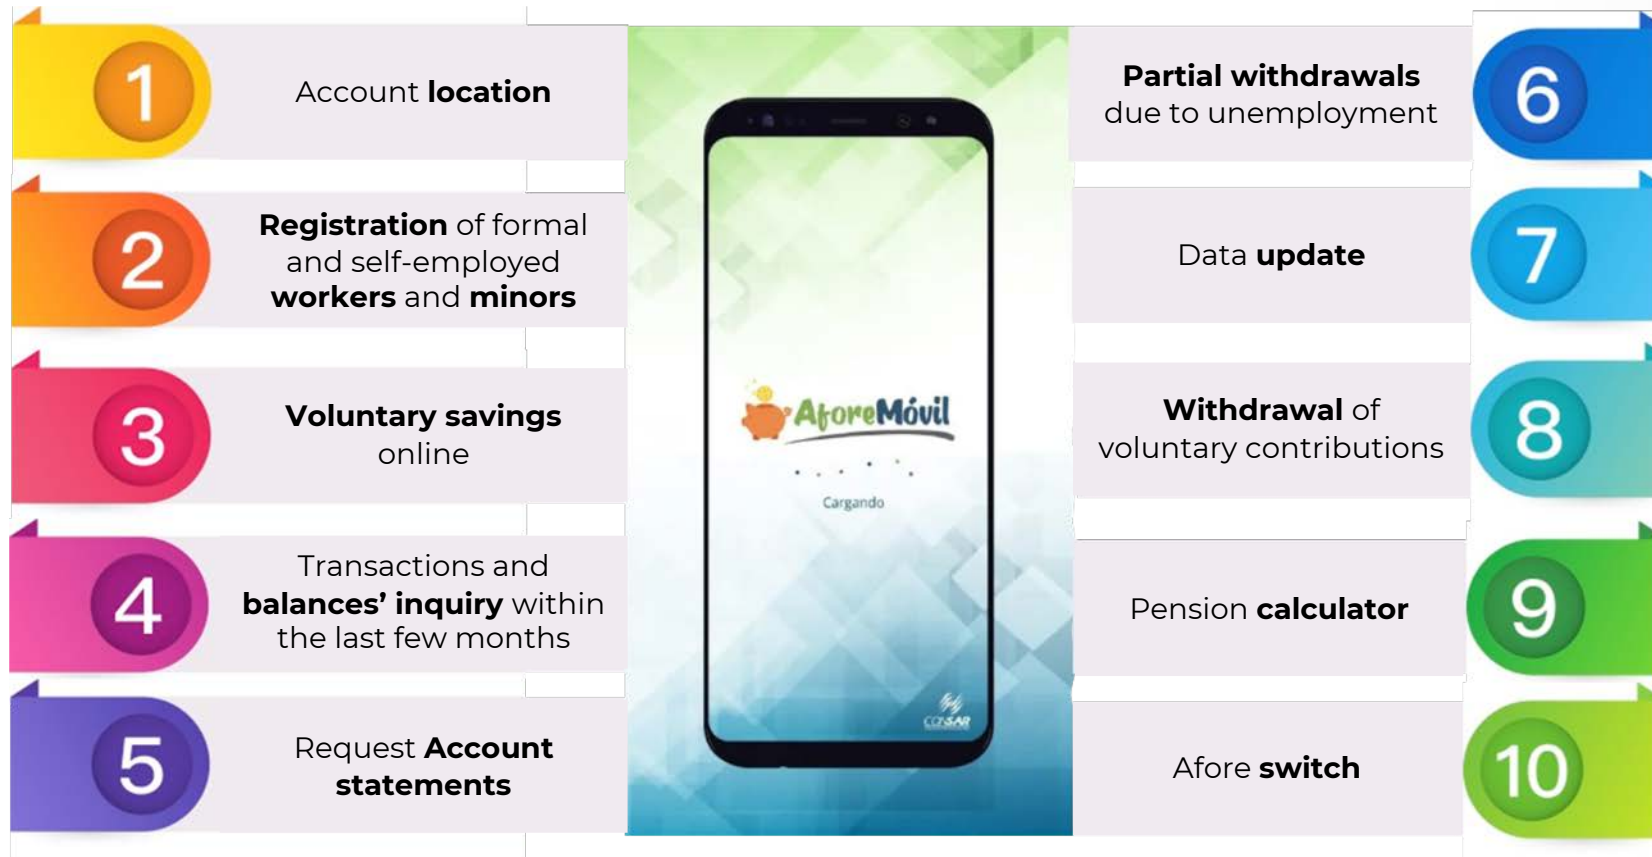 1
Account location
2
Registration of formal
and self-employed
workers and minors
3
Voluntary savings
online
4
Transactions and
balances’ inquiry within
the last few months
5
Request Account
statements
AforeMóvil
Cargando
CONSAR
Partial withdrawals
due to unemployment
6
Data update
7
Withdrawal of
voluntary contributions
8
Pension calculator
9
Afore switch
10